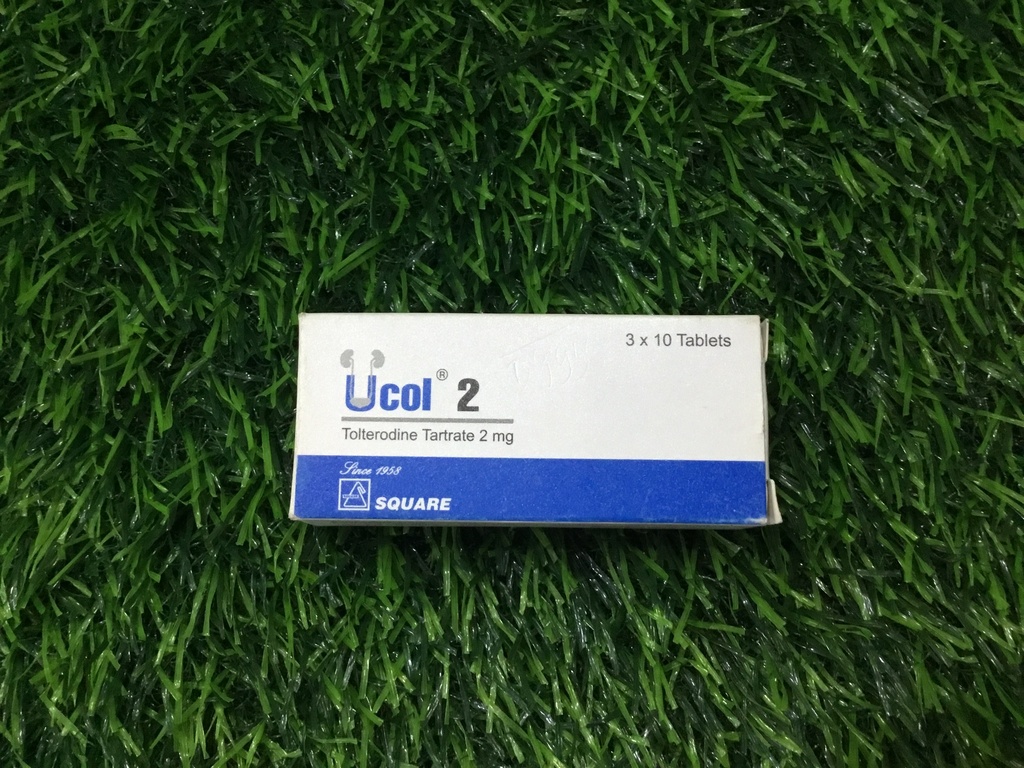 3 x 10 Tablets
Ucol® 2
Tolterodine Tartrate 2 mg
Since 1958
SQUARE